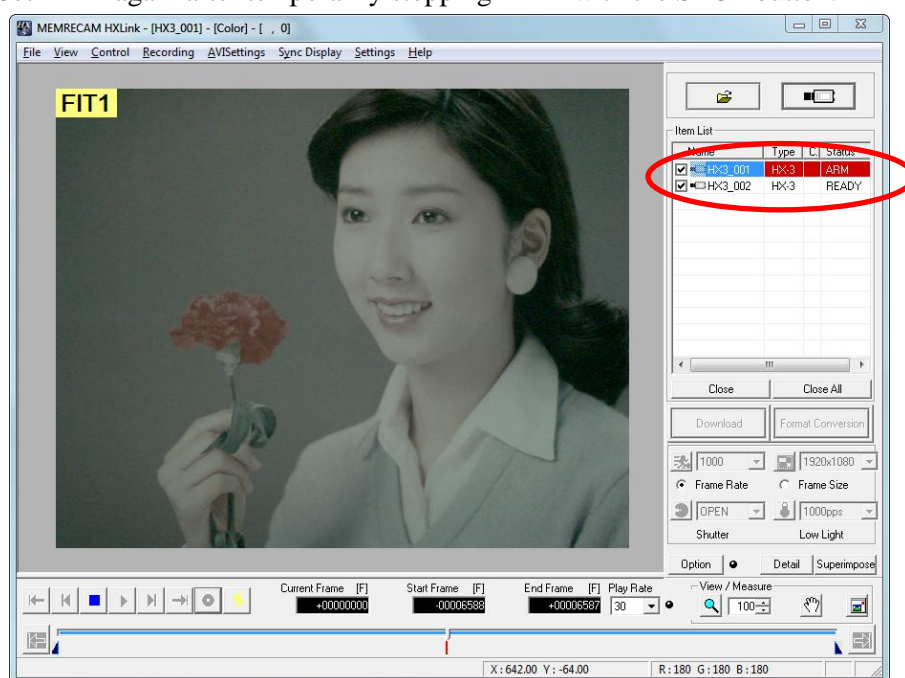 MEMRECAM HXLink - [HX3_001] - [Color] - [ , 0]
File View Control Recording AVISettings Sync Display Settings Help
FIT1
Item List
Name Type C. Status
HX3_001 HX-3 ARM
HX3_002 HX-3 READY
Close Close All
Download Format Conversion
1000 1920x1080
Frame Rate Frame Size
OPEN 1000pps
Shutter Low Light
Option Detail Superimpose
Current Frame [F] Start Frame [F] End Frame [F] Play Rate View / Measure
+00000000 -00006588 +00006587 30 100
X : 642.00 Y : -64.00 R : 180 G : 180 B : 180